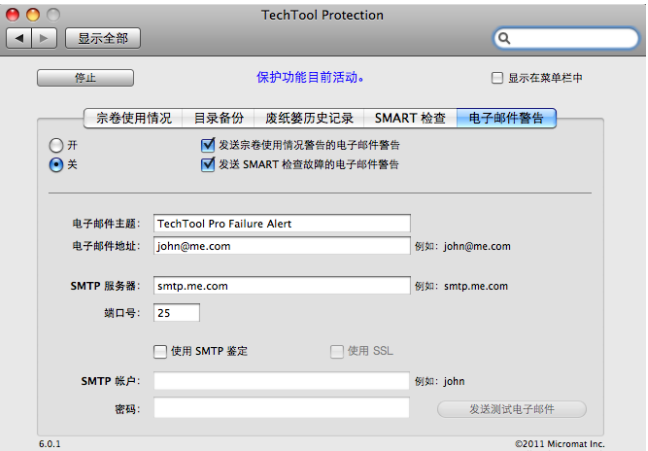 TechTool Protection
显示全部
停止
保护功能目前活动。
显示在菜单栏中
宗卷使用情况 目录备份 废纸篓历史记录 SMART 检查 电子邮件警告
开
发送宗卷使用情况警告的电子邮件警告
关
发送 SMART 检查故障的电子邮件警告
电子邮件主题: TechTool Pro Failure Alert
电子邮件地址: john@me.com 例如: john@me.com
SMTP 服务器: smtp.me.com 例如: smtp.me.com
端口号: 25
使用 SMTP 鉴定 使用 SSL
SMTP 帐户: 例如: john
密码: 发送测试电子邮件
6.0.1 ©2011 Micromat Inc.